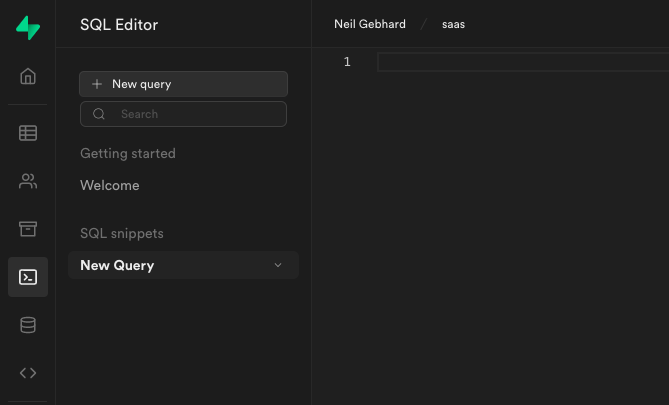 SQL Editor
Neil Gebhard / saas
New query
Search
Getting started
Welcome
SQL snippets
New Query
1